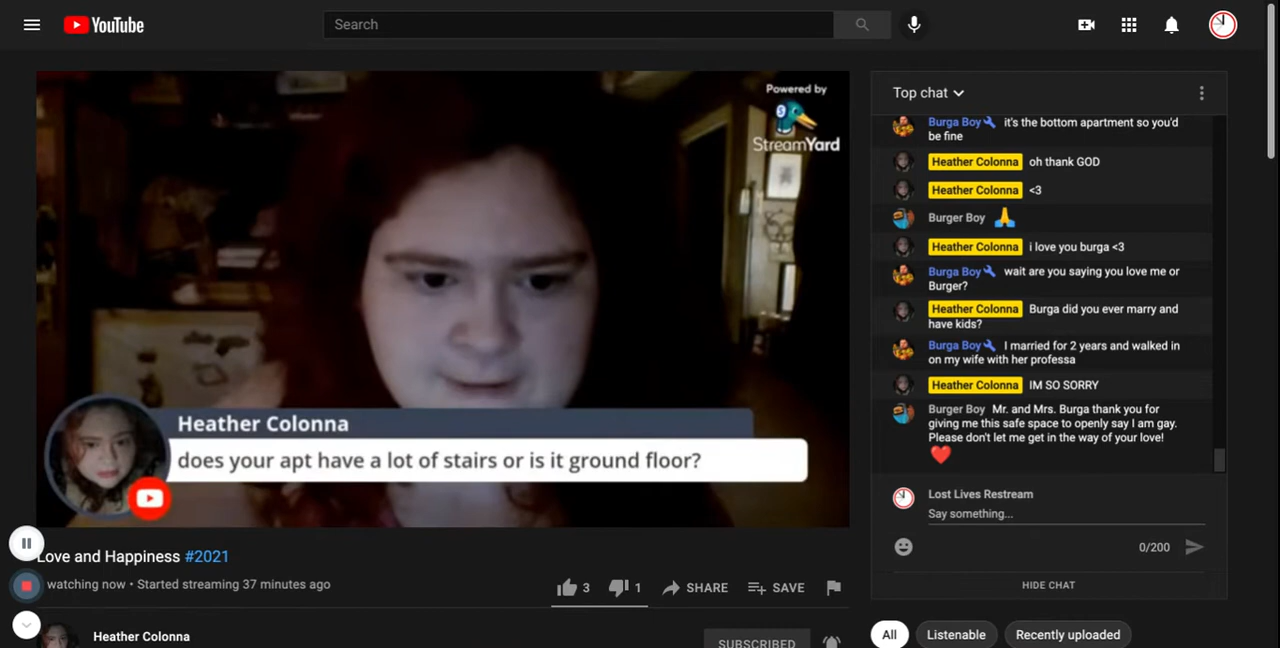 YouTube
Search
Powered by
StreamYard
Heather Colonna
does your apt have a lot of stairs or is it ground floor?
Love and Happiness #2021
watching now • Started streaming 37 minutes ago
3
1
SHARE
SAVE
Heather Colonna
SUBSCRIBED
Top chat
Burga Boy it's the bottom apartment so you'd
be fine
Heather Colonna oh thank GOD
Heather Colonna <3
Burger Boy 🙏
Heather Colonna i love you burga <3
Burga Boy wait are you saying you love me or
Burger?
Heather Colonna Burga did you ever marry and
have kids?
Burga Boy I married for 2 years and walked in
on my wife with her professa
Heather Colonna IM SO SORRY
Burger Boy Mr. and Mrs. Burga thank you for
giving me this safe space to openly say I am gay.
Please don't let me get in the way of your love!
❤️
Lost Lives Restream
Say something...
0/200
HIDE CHAT
All
Listenable
Recently uploaded